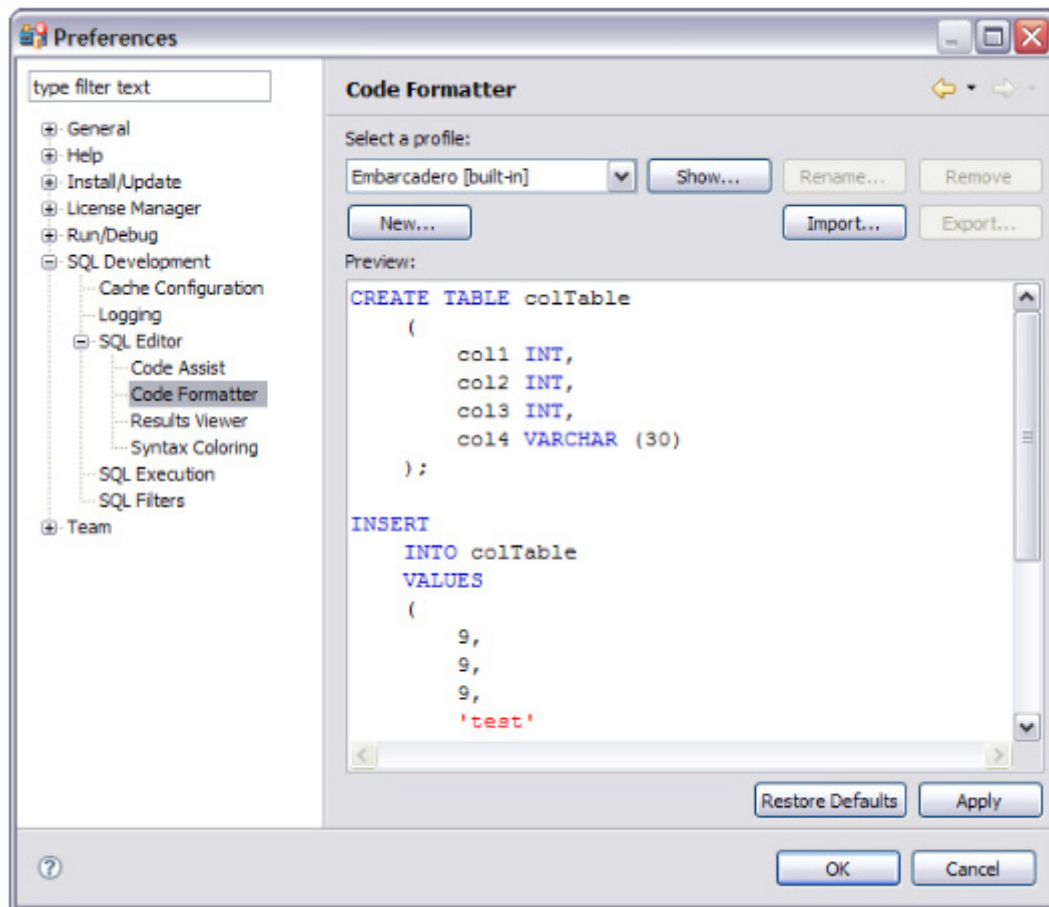 Preferences
type filter text
General
Help
Install/Update
License Manager
Run/Debug
SQL Development
Cache Configuration
Logging
SQL Editor
Code Assist
Code Formatter
Results Viewer
Syntax Coloring
SQL Execution
SQL Filters
Team
Code Formatter
Select a profile:
Embarcadero [built-in] Show... Rename... Remove
New... Import... Export...
Preview:
CREATE TABLE colTable
(
col1 INT,
col2 INT,
col3 INT,
col4 VARCHAR (30)
);
INSERT
INTO colTable
VALUES
(
9,
9,
9,
'test'
Restore Defaults Apply
? OK Cancel